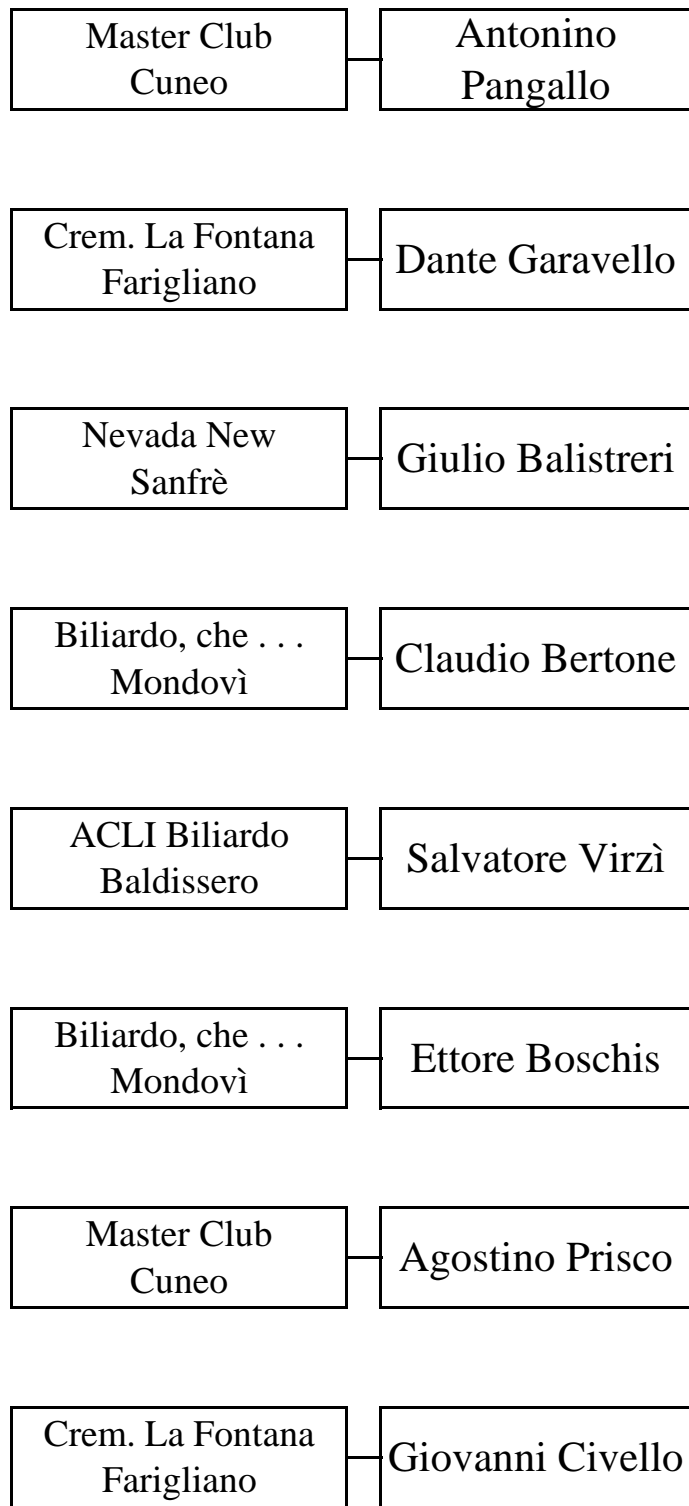 Master Club
Cuneo
Antonino
Pangallo
Crem. La Fontana
Farigliano
Dante Garavello
Nevada New
Sanfrè
Giulio Balistreri
Biliardo, che . . .
Mondovì
Claudio Bertone
ACLI Biliardo
Baldissero
Salvatore Virzì
Biliardo, che . . .
Mondovì
Ettore Boschis
Master Club
Cuneo
Agostino Prisco
Crem. La Fontana
Farigliano
Giovanni Civello